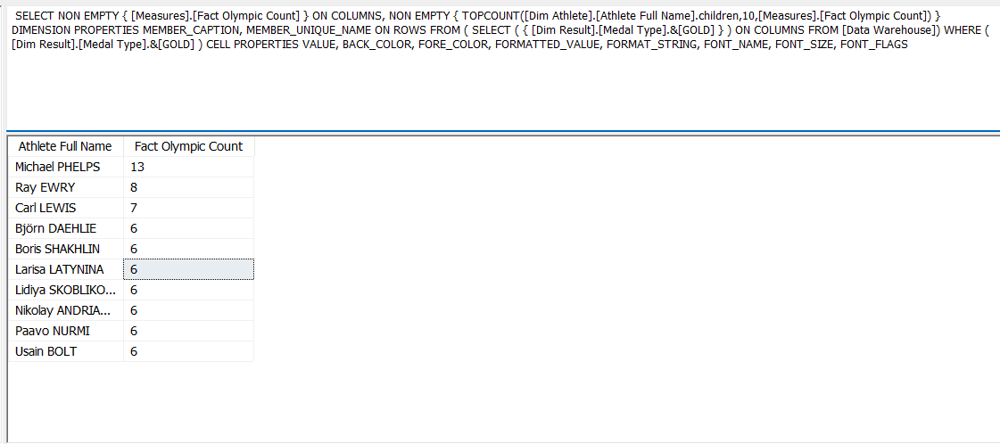 SELECT NON EMPTY { [Measures].[Fact Olympic Count] } ON COLUMNS, NON EMPTY { TOPCOUNT([Dim Athlete].[Athlete Full Name].children,10,[Measures].[Fact Olympic Count]) }
DIMENSION PROPERTIES MEMBER_CAPTION, MEMBER_UNIQUE_NAME ON ROWS FROM ( SELECT ( { [Dim Result].[Medal Type].&[GOLD] } ) ON COLUMNS FROM [Data Warehouse]) WHERE (
[Dim Result].[Medal Type].&[GOLD] ) CELL PROPERTIES VALUE, BACK_COLOR, FORE_COLOR, FORMATTED_VALUE, FORMAT_STRING, FONT_NAME, FONT_SIZE, FONT_FLAGS
Athlete Full Name Fact Olympic Count
Michael PHELPS 13
Ray EWRY 8
Carl LEWIS 7
Björn DAEHLIE 6
Boris SHAKHLIN 6
Larisa LATYNINA 6
Lidiya SKOBLIKO... 6
Nikolay ANDRIA... 6
Paavo NURMI 6
Usain BOLT 6